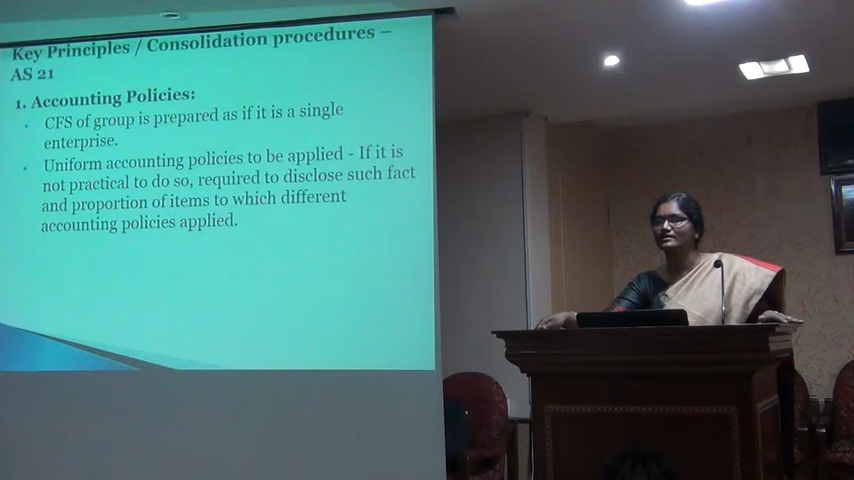 Key Principles / Consolidation procedures –
AS 21
1. Accounting Policies:
• CFS of group is prepared as if it is a single
enterprise.
• Uniform accounting policies to be applied - If it is
not practical to do so, required to disclose such fact
and proportion of items to which different
accounting policies applied.